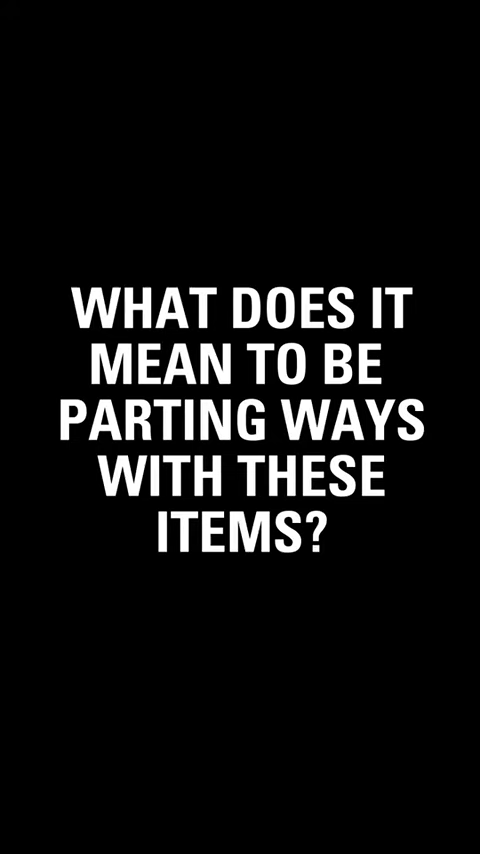 WHAT DOES IT
MEAN TO BE
PARTING WAYS
WITH THESE
ITEMS?